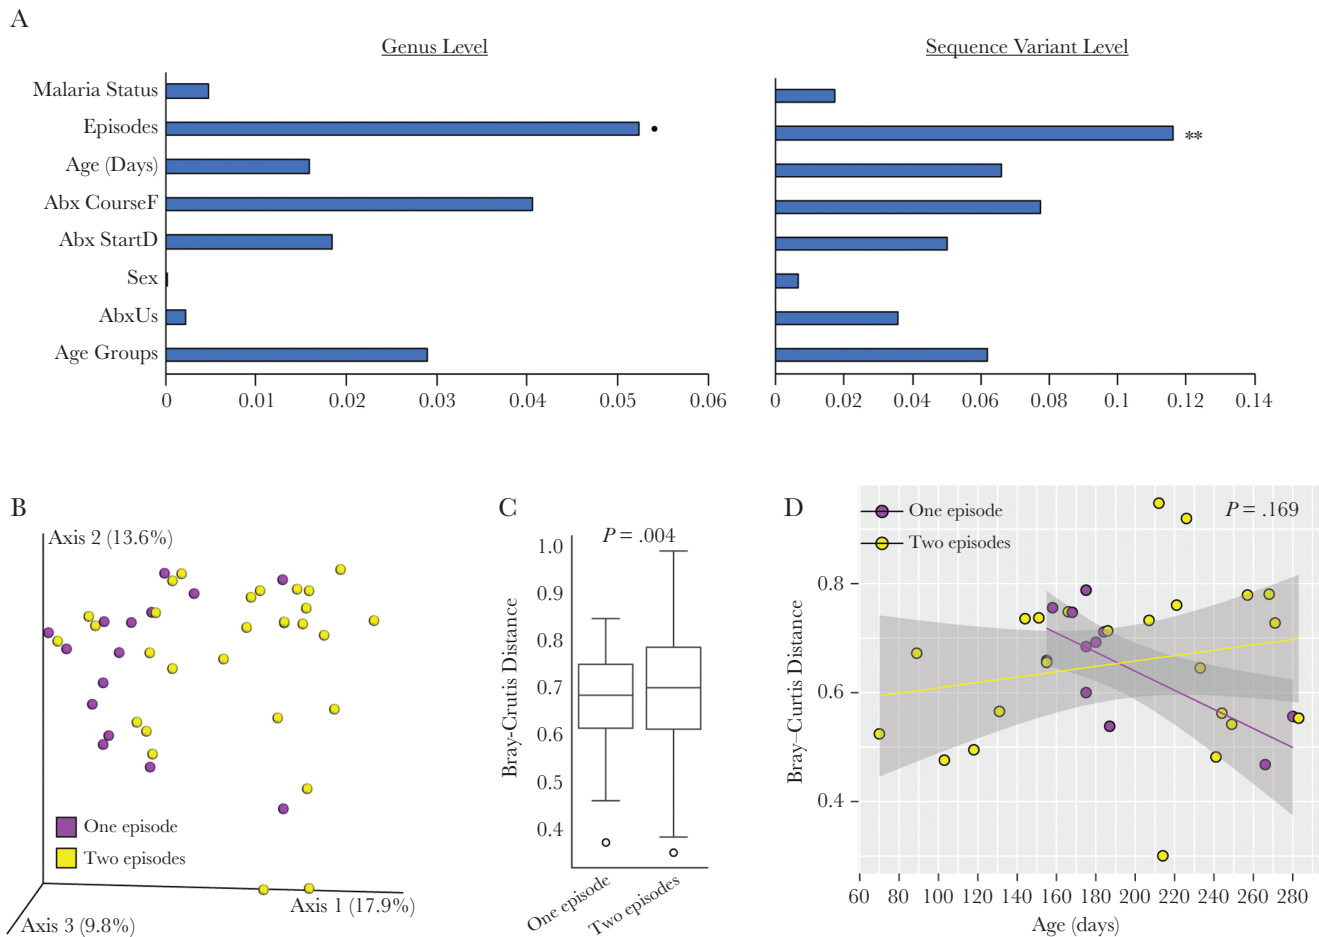 A
Genus Level
Sequence Variant Level
Malaria Status
Episodes
Age (Days)
Abx CourseF
Abx StartD
Sex
AbxUs
Age Groups
•
**
0 0.01 0.02 0.03 0.04 0.05 0.06
0 0.02 0.04 0.06 0.08 0.1 0.12 0.14
B
Axis 2 (13.6%)
One episode
Two episodes
Axis 1 (17.9%)
Axis 3 (9.8%)
C
P = .004
Bray-Crutis Distance
1.0
0.9
0.8
0.7
0.6
0.5
0.4
One episode
Two episodes
D
One episode
Two episodes
P = .169
Bray–Curtis Distance
0.8
0.6
0.4
60 80 100 120 140 160 180 200 220 240 260 280
Age (days)